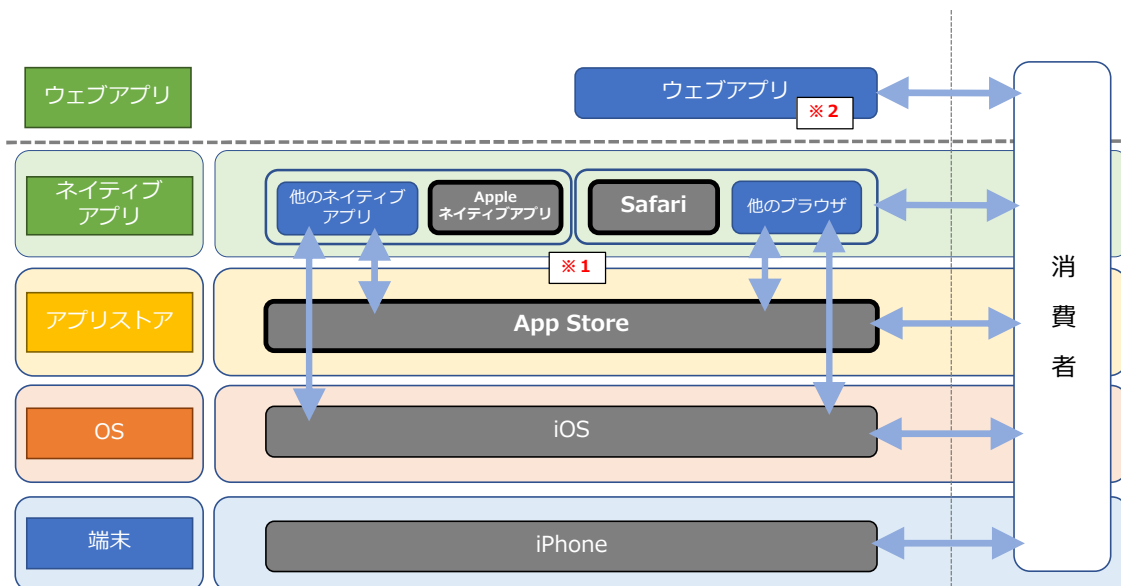 ウェブアプリ
ウェブアプリ
※2
ネイティブ
アプリ
他のネイティブ
アプリ
Apple
ネイティブアプリ
Safari
他のブラウザ
※1
アプリストア
App Store
OS
iOS
端末
iPhone
消
費
者